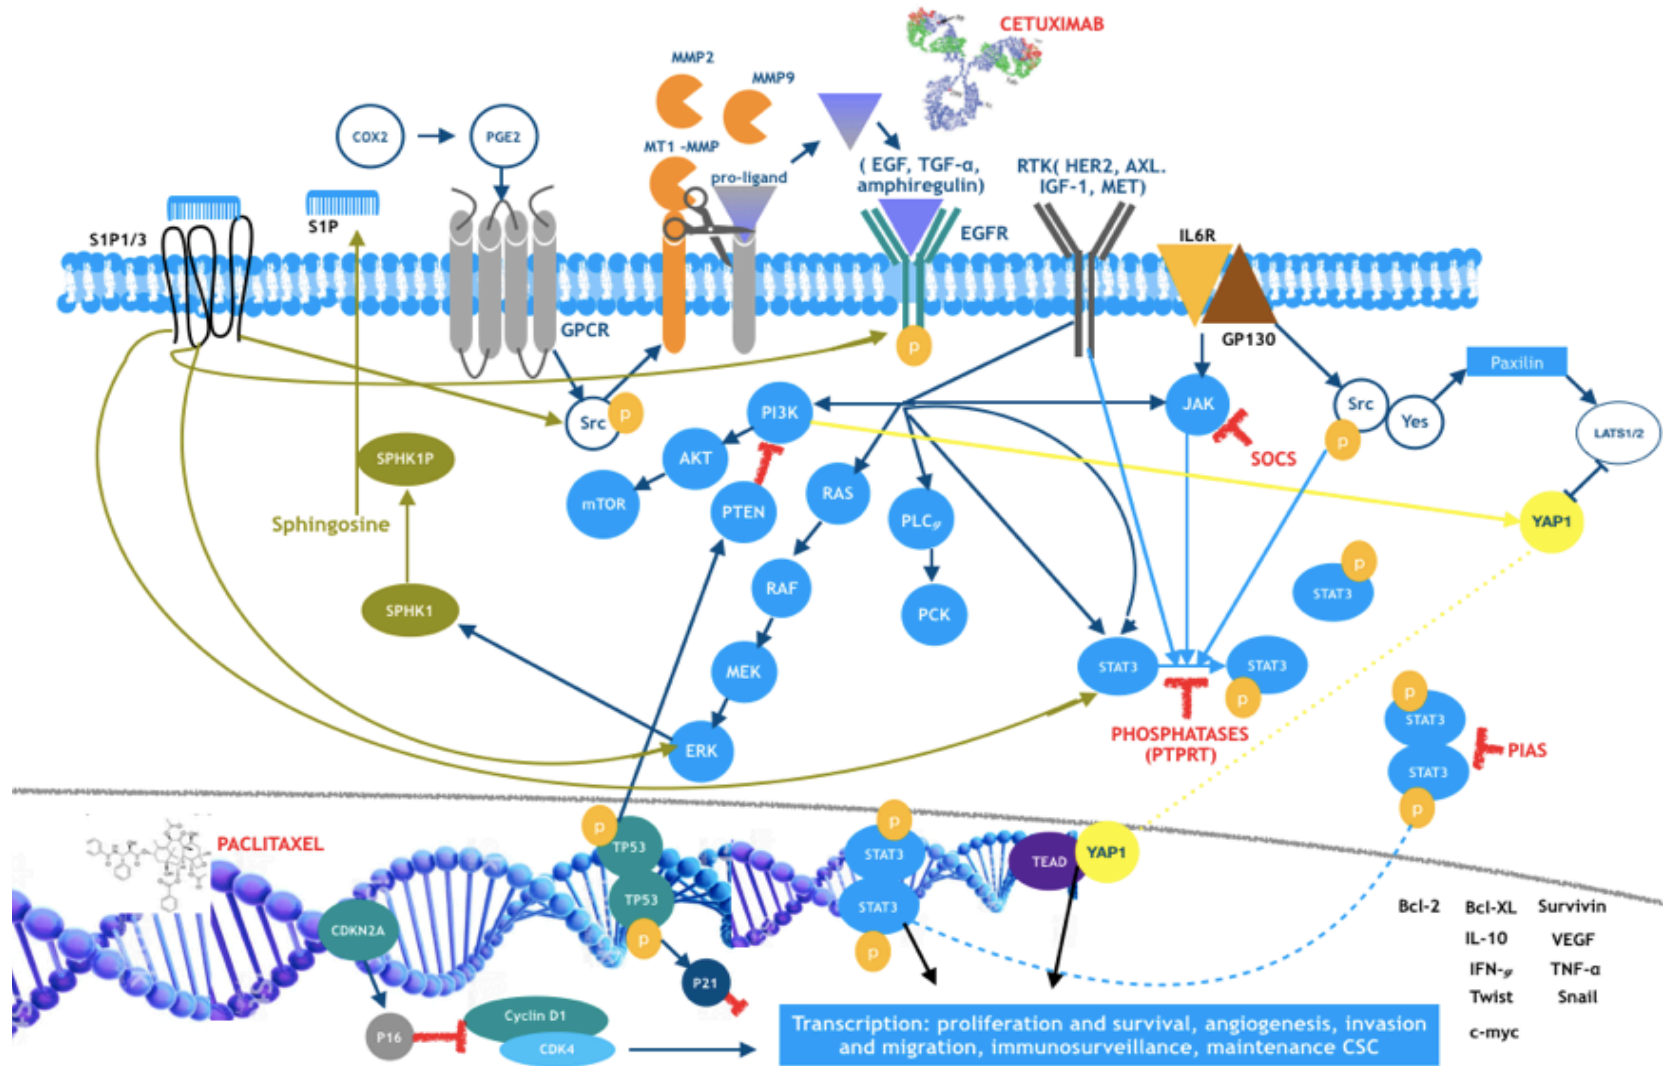 CETUXIMAB
MMP2
MMP9
COX2
PGE2
MT1 -MMP
pro-ligand
( EGF, TGF-α,
amphiregulin)
RTK( HER2, AXL.
IGF-1, MET)
S1P
S1P1/3
EGFR
IL6R
GPCR
GP130
Paxilin
Src
p
p
PI3K
JAK
Src
Yes
p
LATS1/2
SOCS
SPHK1P
AKT
mTOR
PTEN
RAS
PLCℊ
YAP1
Sphingosine
RAF
PCK
p
STAT3
SPHK1
MEK
STAT3
STAT3
p
PHOSPHATASES
(PTPRT)
p
STAT3
PIAS
STAT3
p
ERK
PACLITAXEL
p
TP53
TP53
p
p
STAT3
STAT3
p
TEAD
YAP1
CDKN2A
P21
P16
Cyclin D1
CDK4
Bcl-2
Bcl-XL
Survivin
IL-10
VEGF
IFN-ℊ
TNF-α
Twist
Snail
c-myc
Transcription: proliferation and survival, angiogenesis, invasion
and migration, immunosurveillance, maintenance CSC